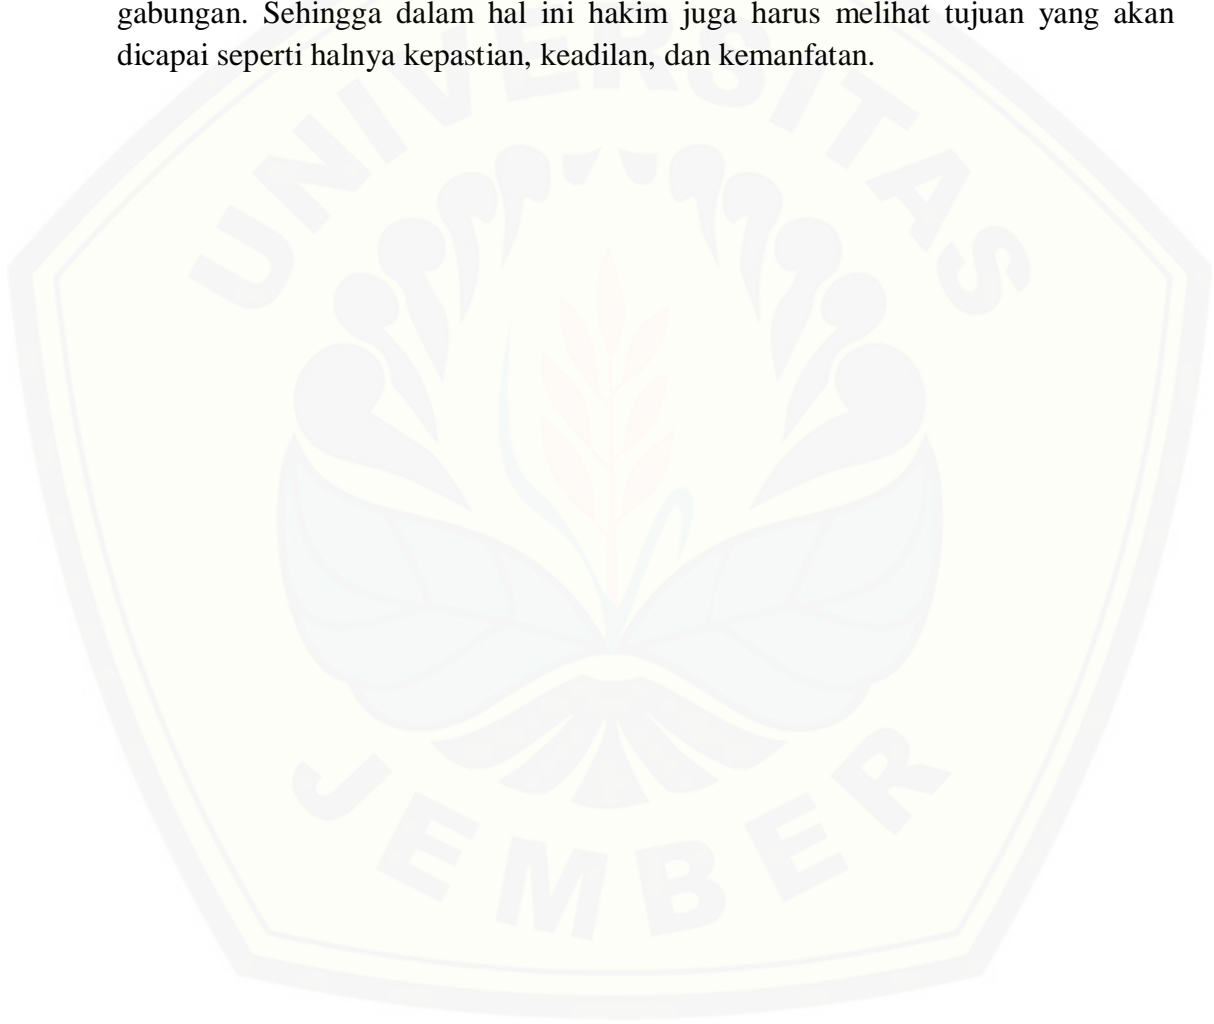 gabungan. Sehingga dalam hal ini hakim juga harus melihat tujuan yang akan
dicapai seperti halnya kepastian, keadilan, dan kemanfatan.
UNIVERSITAS
JEMBER